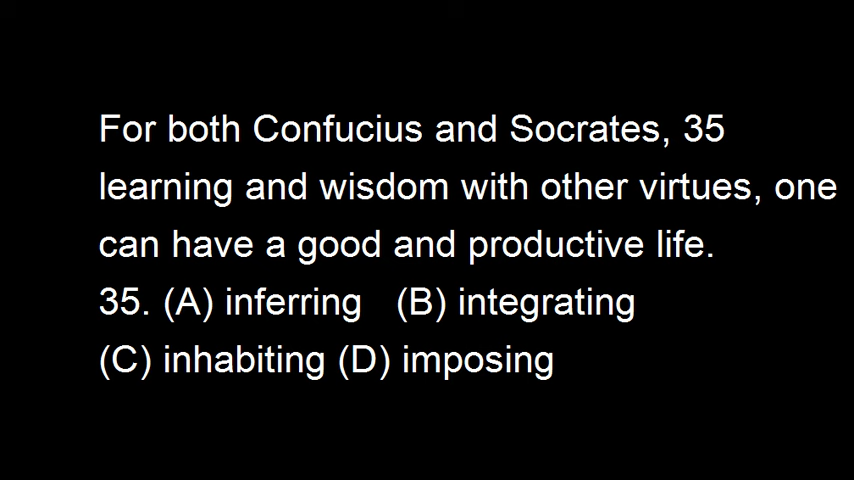 For both Confucius and Socrates, 35
learning and wisdom with other virtues, one
can have a good and productive life.
35. (A) inferring (B) integrating
(C) inhabiting (D) imposing